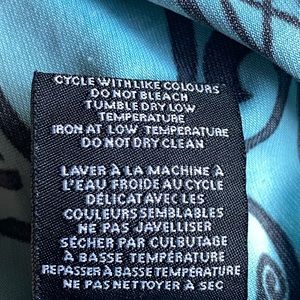 CYCLE WITH LIKE COLOURS
DO NOT BLEACH
TUMBLE DRY LOW
TEMPERATURE
IRON AT LOW TEMPERATURE
DO NOT DRY CLEAN
LAVER À LA MACHINE À
L'EAU FROIDE AU CYCLE
DÉLICAT AVEC LES
COULEURS SEMBLABLES
NE PAS JAVELLISER
SÉCHER PAR CULBUTAGE
À BASSE TEMPÉRATURE
REPASSER À BASSE TEMPÉRATURE
NE PAS NETTOYER À SEC